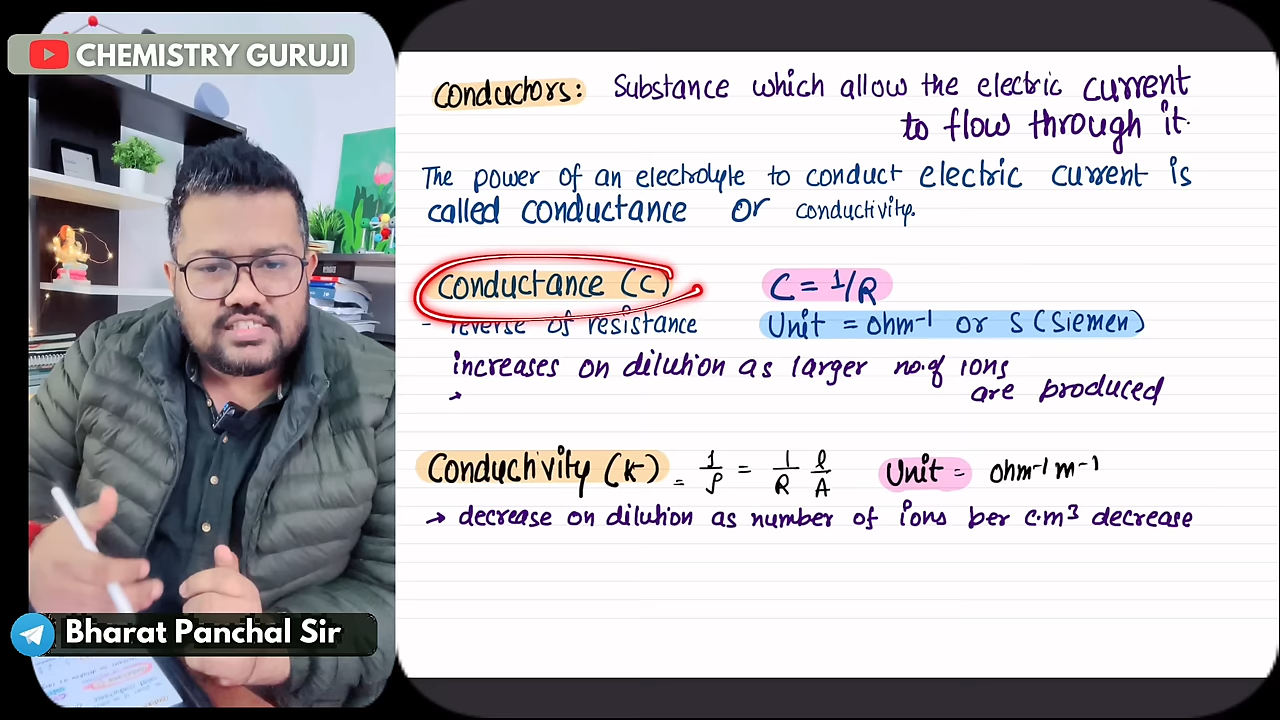 CHEMISTRY GURUJI
Conductors: Substance which allow the electric current
to flow through it.
The power of an electrolyte to conduct electric current is
called conductance or conductivity.
Conductance (C) C = 1/R
- reverse of resistance Unit = ohm⁻¹ or S (Siemen)
increases on dilution as larger no. of ions
are produced
→
Conductivity (K) = 1/ρ = 1/R l/A Unit = ohm⁻¹ m⁻¹
→ decrease on dilution as number of ions per c.m³ decrease
Bharat Panchal Sir